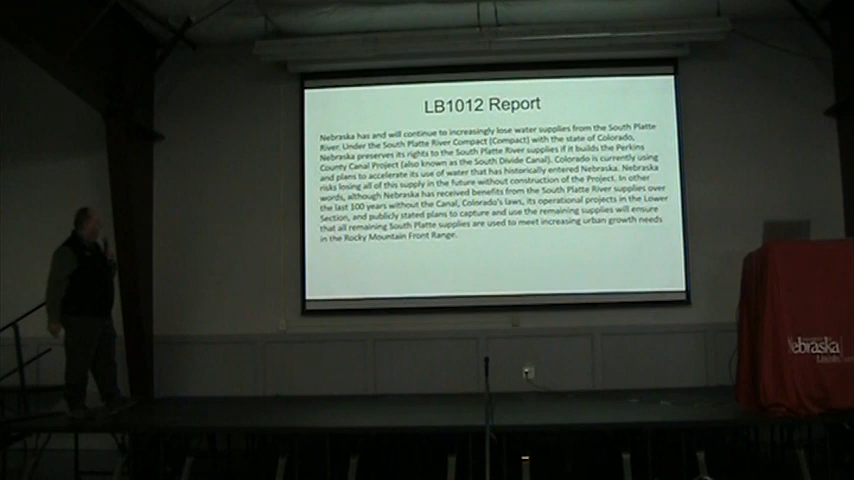 LB1012 Report
Nebraska has and will continue to increasingly lose water supplies from the South Platte
River. Under the South Platte River Compact (Compact) with the state of Colorado,
Nebraska preserves its rights to the South Platte River supplies if it builds the Perkins
County Canal Project (also known as the South Divide Canal). Colorado is currently using
and plans to accelerate its use of water that has historically entered Nebraska. Nebraska
risks losing all of this supply in the future without construction of the Project. In other
words, although Nebraska has received benefits from the South Platte River supplies over
the last 100 years without the Canal, Colorado's laws, its operational projects in the Lower
Section, and publicly stated plans to capture and use the remaining supplies will ensure
that all remaining South Platte supplies are used to meet increasing urban growth needs
in the Rocky Mountain Front Range.
Nebraska
Lincoln